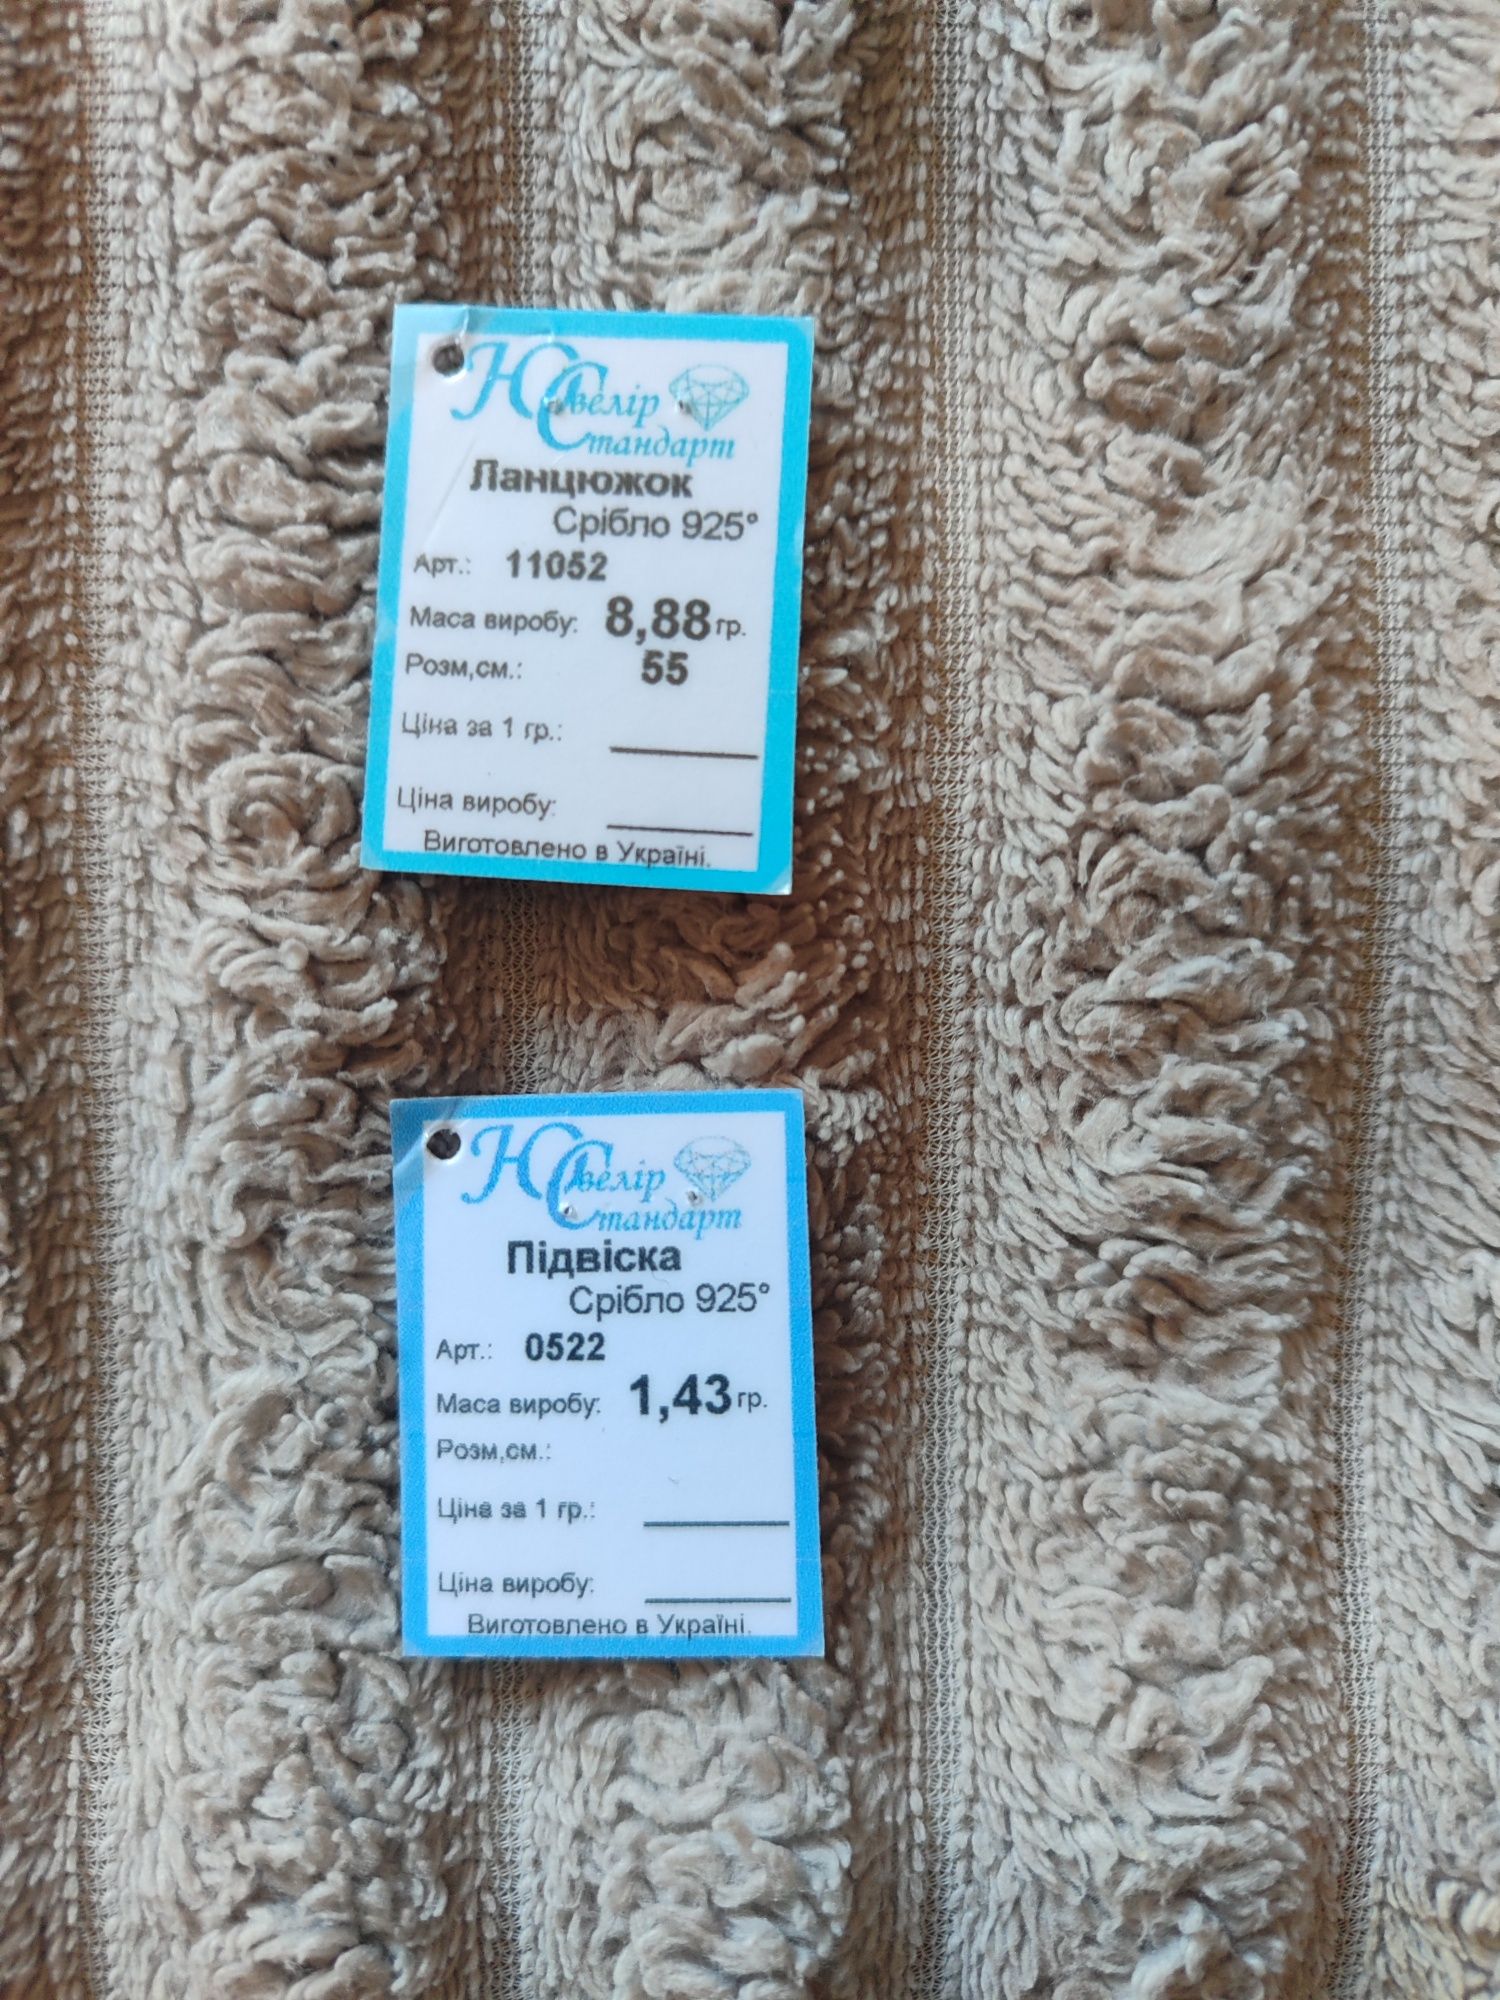 Ювелір
Стандарт
Ланцюжок
Срібло 925°
Арт.: 11052
Маса виробу: 8,88 гр.
Розм,см.: 55
Ціна за 1 гр.:
Ціна виробу:
Виготовлено в Україні.
Ювелір
Стандарт
Підвіска
Срібло 925°
Арт.: 0522
Маса виробу: 1,43 гр.
Розм,см.:
Ціна за 1 гр.:
Ціна виробу:
Виготовлено в Україні.